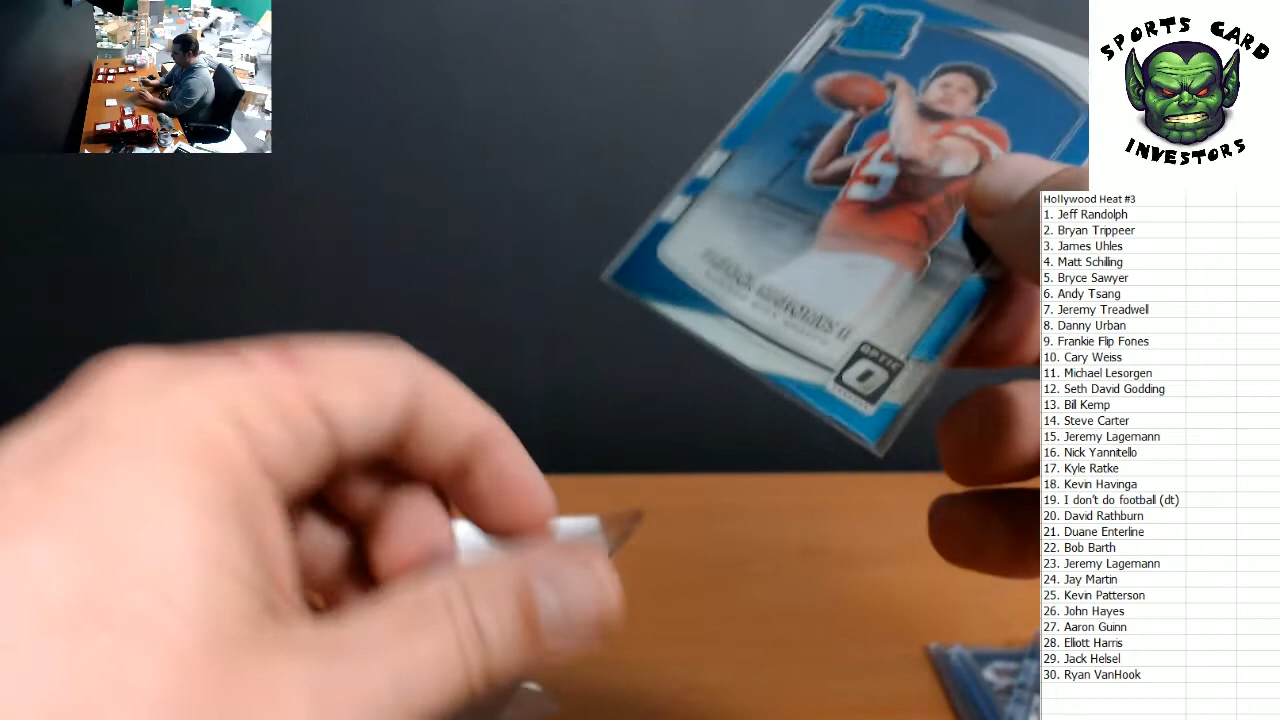 SPORTS CARD
INVESTORS
PATRICK MAHOMES II
OPTIC
Hollywood Heat #3
1. Jeff Randolph
2. Bryan Trippeer
3. James Uhles
4. Matt Schilling
5. Bryce Sawyer
6. Andy Tsang
7. Jeremy Treadwell
8. Danny Urban
9. Frankie Flip Fones
10. Cary Weiss
11. Michael Lesorgen
12. Seth David Godding
13. Bill Kemp
14. Steve Carter
15. Jeremy Lagemann
16. Nick Yannitello
17. Kyle Ratke
18. Kevin Havinga
19. I don't do football (dt)
20. David Rathburn
21. Duane Enterline
22. Bob Barth
23. Jeremy Lagemann
24. Jay Martin
25. Kevin Patterson
26. John Hayes
27. Aaron Guinn
28. Eliott Harris
29. Jack Helsel
30. Ryan VanHook